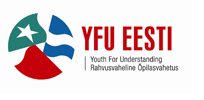 YFU EESTI
Youth For Understanding
Rahvusvaheline Õpilasvahetus